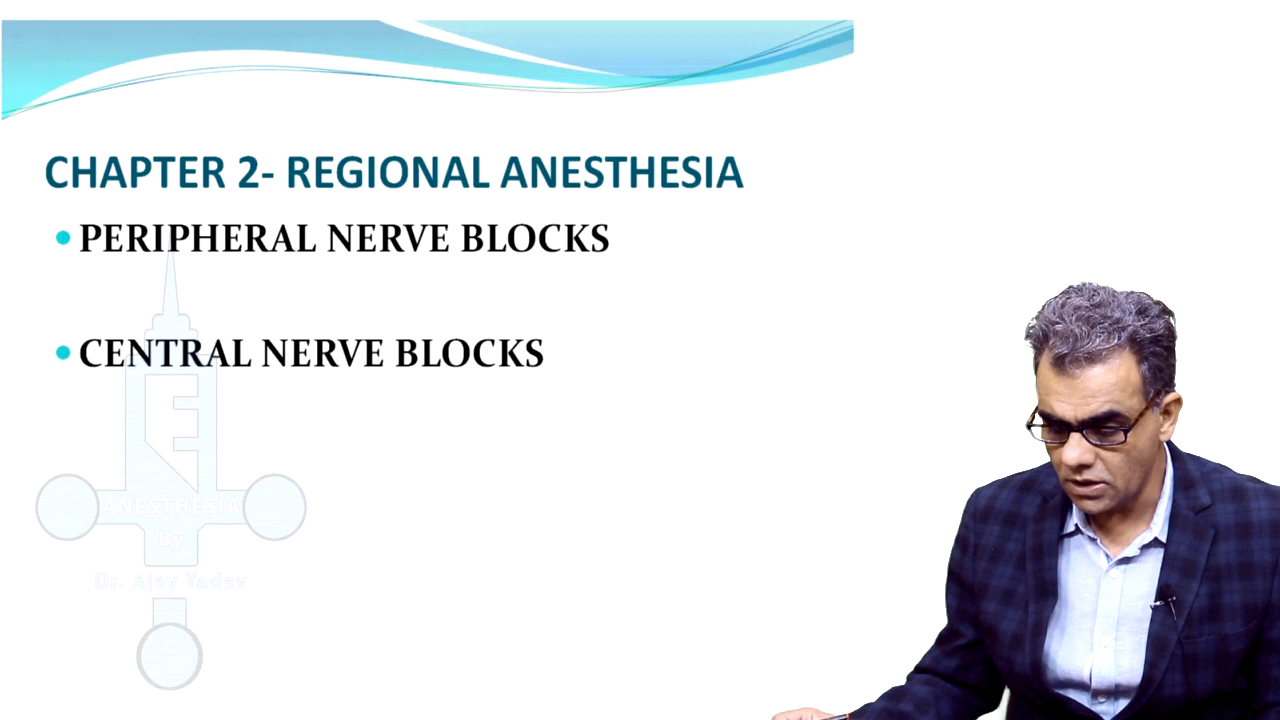 CHAPTER 2- REGIONAL ANESTHESIA
PERIPHERAL NERVE BLOCKS
CENTRAL NERVE BLOCKS
ANESTHESIA
by
Dr. Ajay Yadav